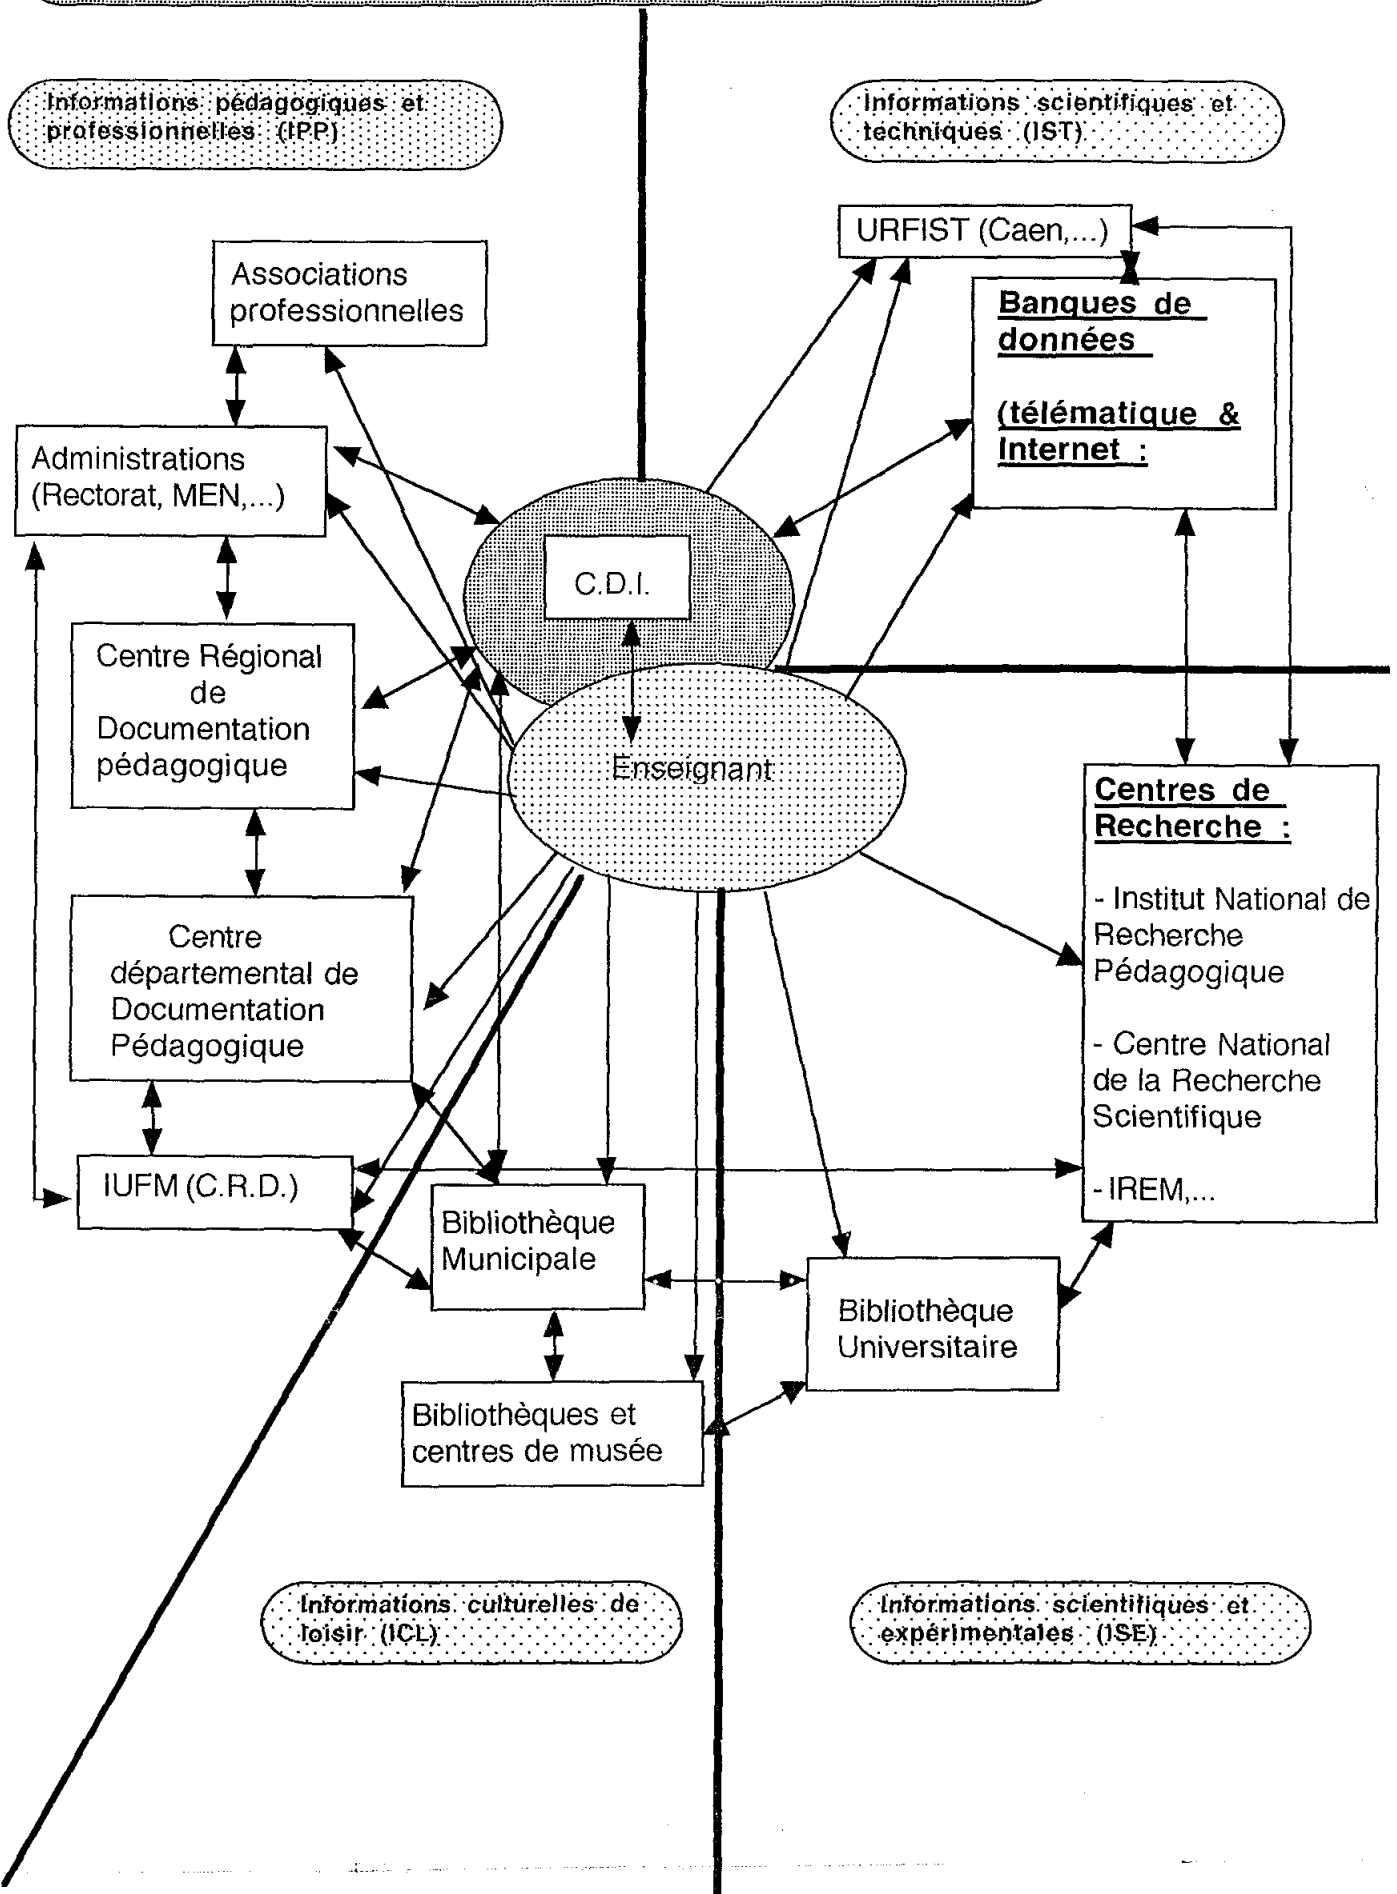 Informations pédagogiques et
professionnelles (IPP)
Informations scientifiques et
techniques (IST)
URFIST (Caen,...)
Associations
professionnelles
Banques de
données
(télématique &
Internet :
Administrations
(Rectorat, MEN,...)
C.D.I.
Centre Régional
de
Documentation
pédagogique
Enseignant
Centres de
Recherche :
- Institut National de
Recherche
Pédagogique
- Centre National
de la Recherche
Scientifique
- IREM,...
Centre
départemental de
Documentation
Pédagogique
IUFM (C.R.D.)
Bibliothèque
Municipale
Bibliothèque
Universitaire
Bibliothèques et
centres de musée
Informations culturelles de
loisir (ICL)
Informations scientifiques et
expérimentales (ISE)